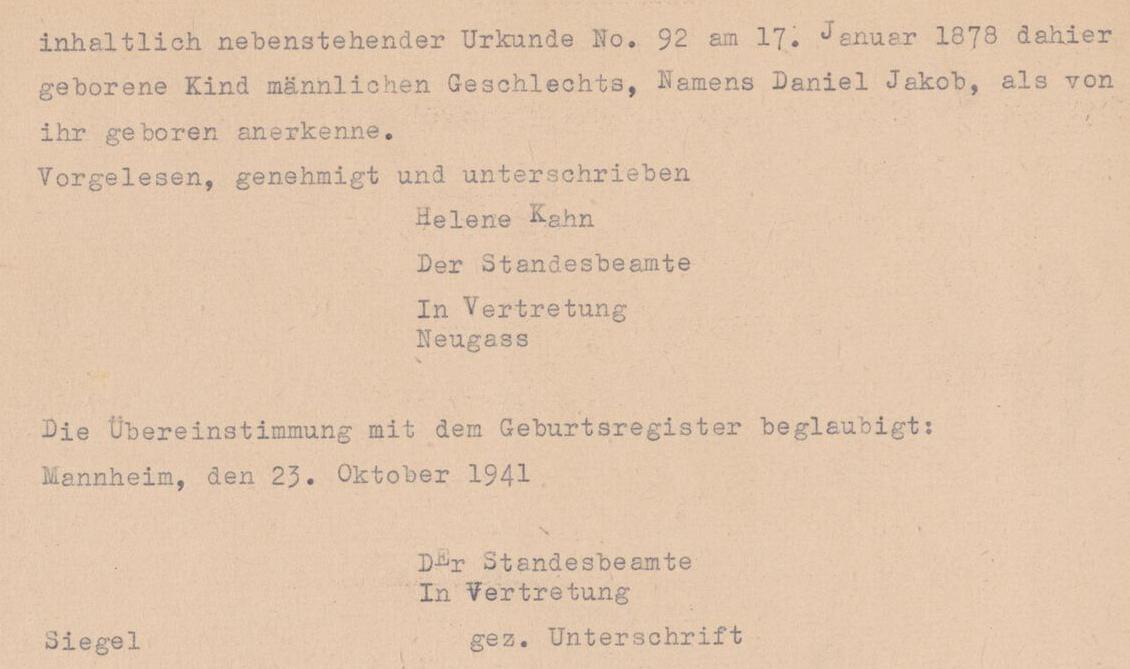 inhaltlich nebenstehender Urkunde No. 92 am 17. Januar 1878 dahier
geborene Kind männlichen Geschlechts, Namens Daniel Jakob, als von
ihr geboren anerkenne.
Vorgelesen, genehmigt und unterschrieben
Helene Kahn
Der Standesbeamte
In Vertretung
Neugass
Die Übereinstimmung mit dem Geburtsregister beglaubigt:
Mannheim, den 23. Oktober 1941
DEr Standesbeamte
In Vertretung
Siegel gez. Unterschrift